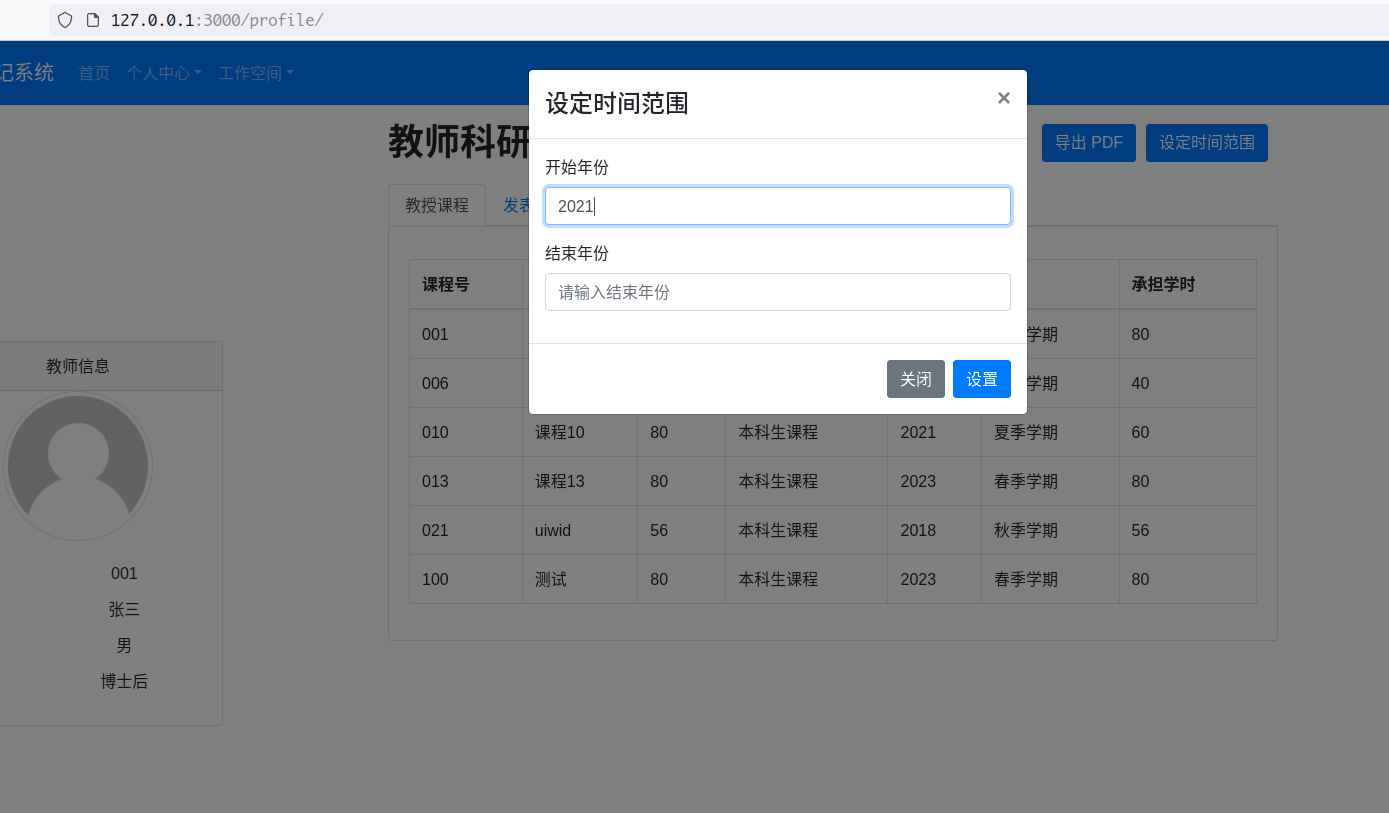 127.0.0.1:3000/profile/
记系统 首页 个人中心 工作空间
设定时间范围 ×
开始年份
2021
结束年份
请输入结束年份
关闭 设置
教师科研
导出 PDF 设定时间范围
教授课程 发表
课程号 承担学时
001 学期 80
006 学期 40
010 课程10 80 本科生课程 2021 夏季学期 60
013 课程13 80 本科生课程 2023 春季学期 80
021 uiwid 56 本科生课程 2018 秋季学期 56
100 测试 80 本科生课程 2023 春季学期 80
教师信息
001
张三
男
博士后